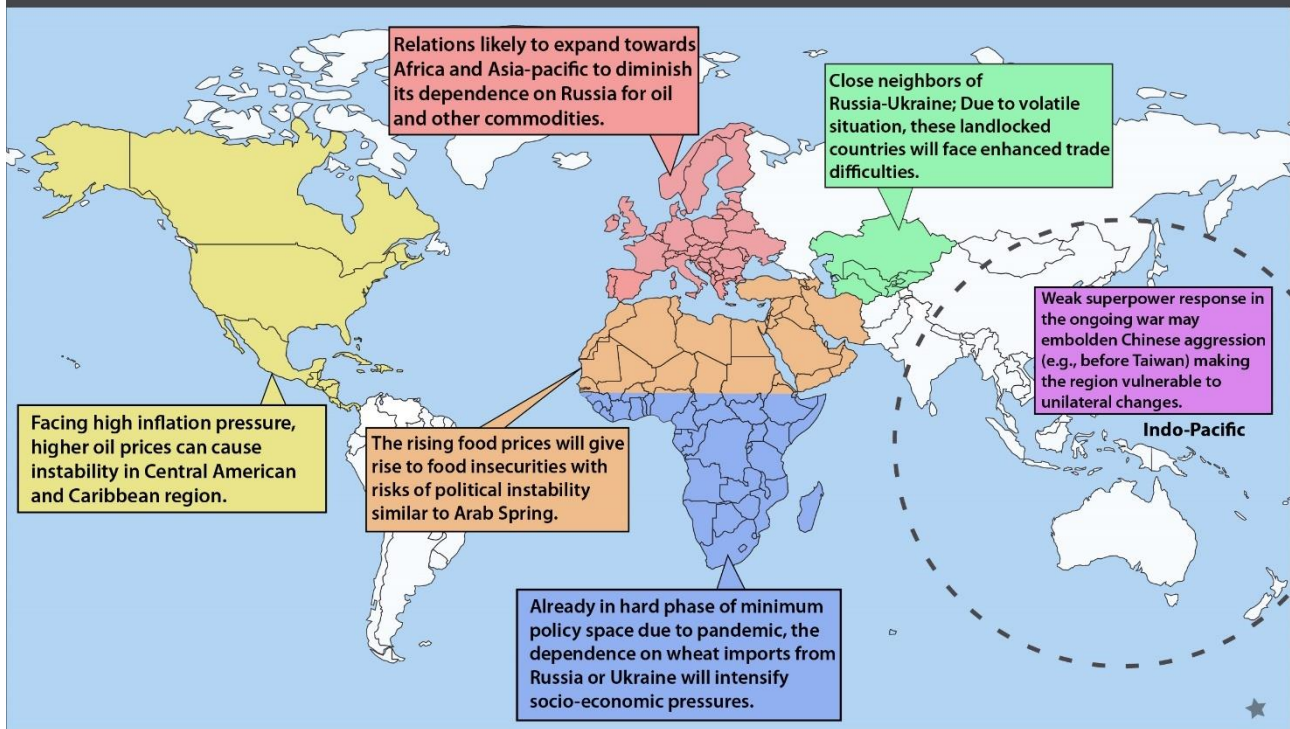 Relations likely to expand towards
Africa and Asia-pacific to diminish
its dependence on Russia for oil
and other commodities.
Close neighbors of
Russia-Ukraine; Due to volatile
situation, these landlocked
countries will face enhanced trade
difficulties.
Weak superpower response in
the ongoing war may
embolden Chinese aggression
(e.g., before Taiwan) making
the region vulnerable to
unilateral changes.
Indo-Pacific
Facing high inflation pressure,
higher oil prices can cause
instability in Central American
and Caribbean region.
The rising food prices will give
rise to food insecurities with
risks of political instability
similar to Arab Spring.
Already in hard phase of minimum
policy space due to pandemic, the
dependence on wheat imports from
Russia or Ukraine will intensify
socio-economic pressures.